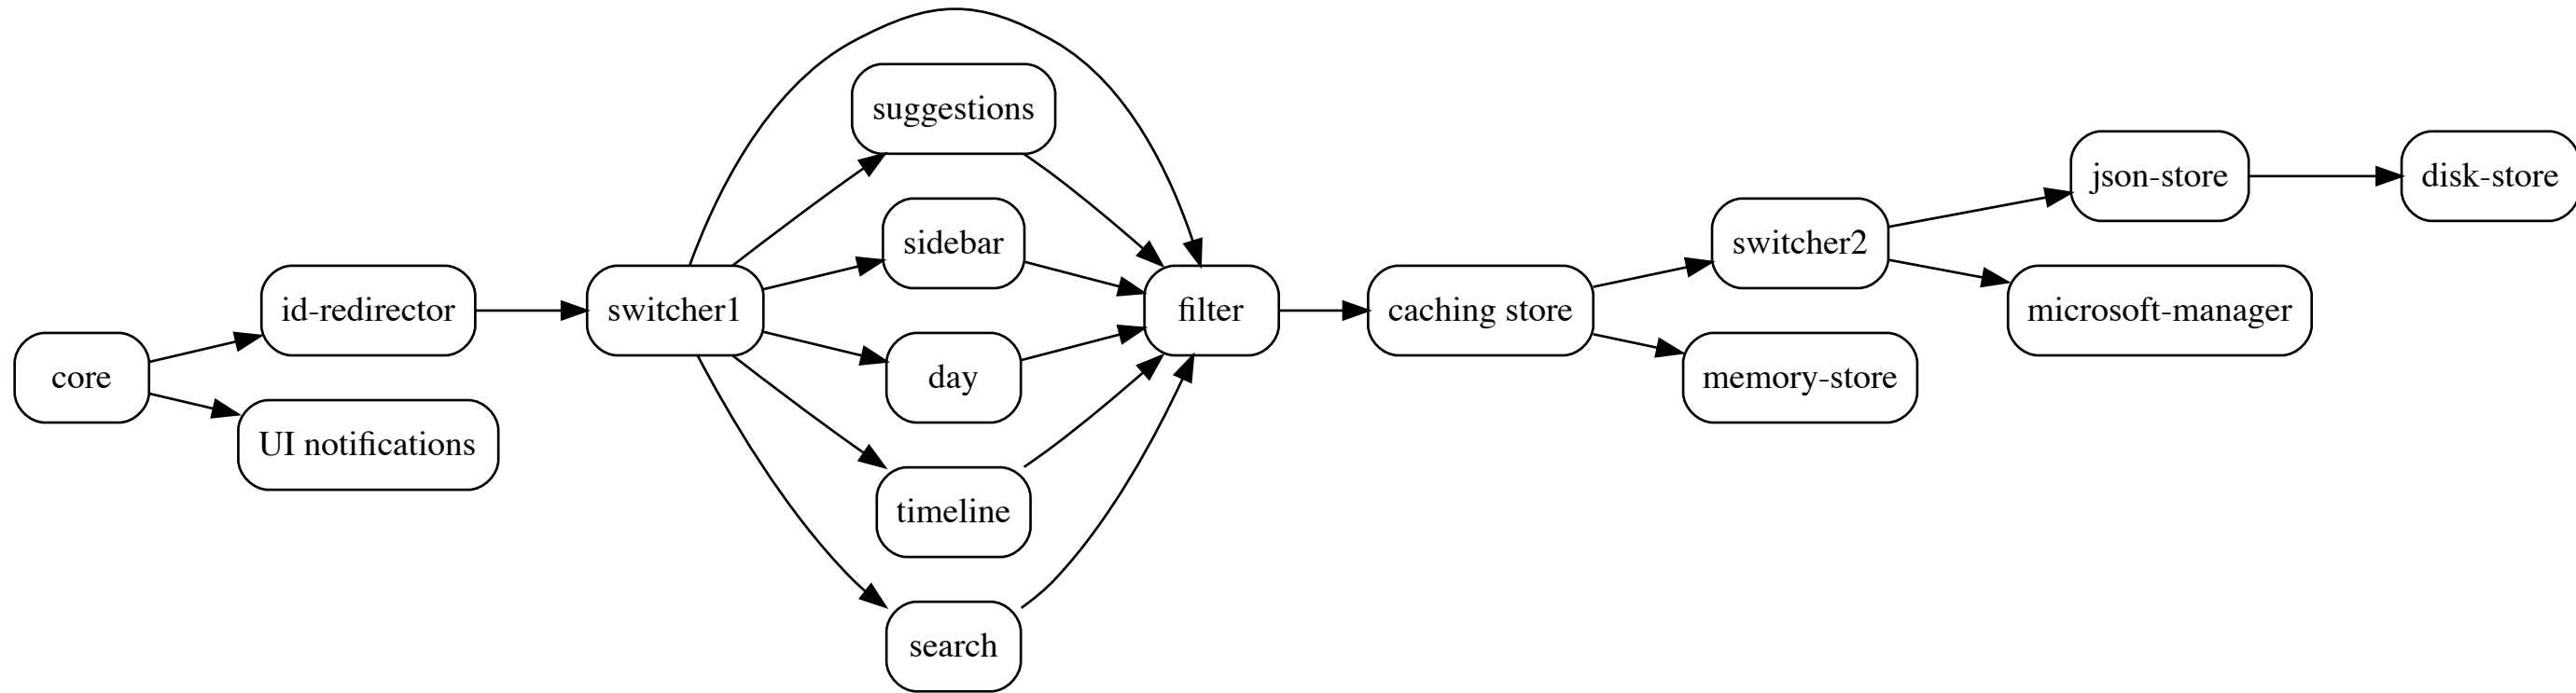 core
id-redirector
UI notifications
switcher1
suggestions
sidebar
day
timeline
search
filter
caching store
switcher2
memory-store
json-store
microsoft-manager
disk-store